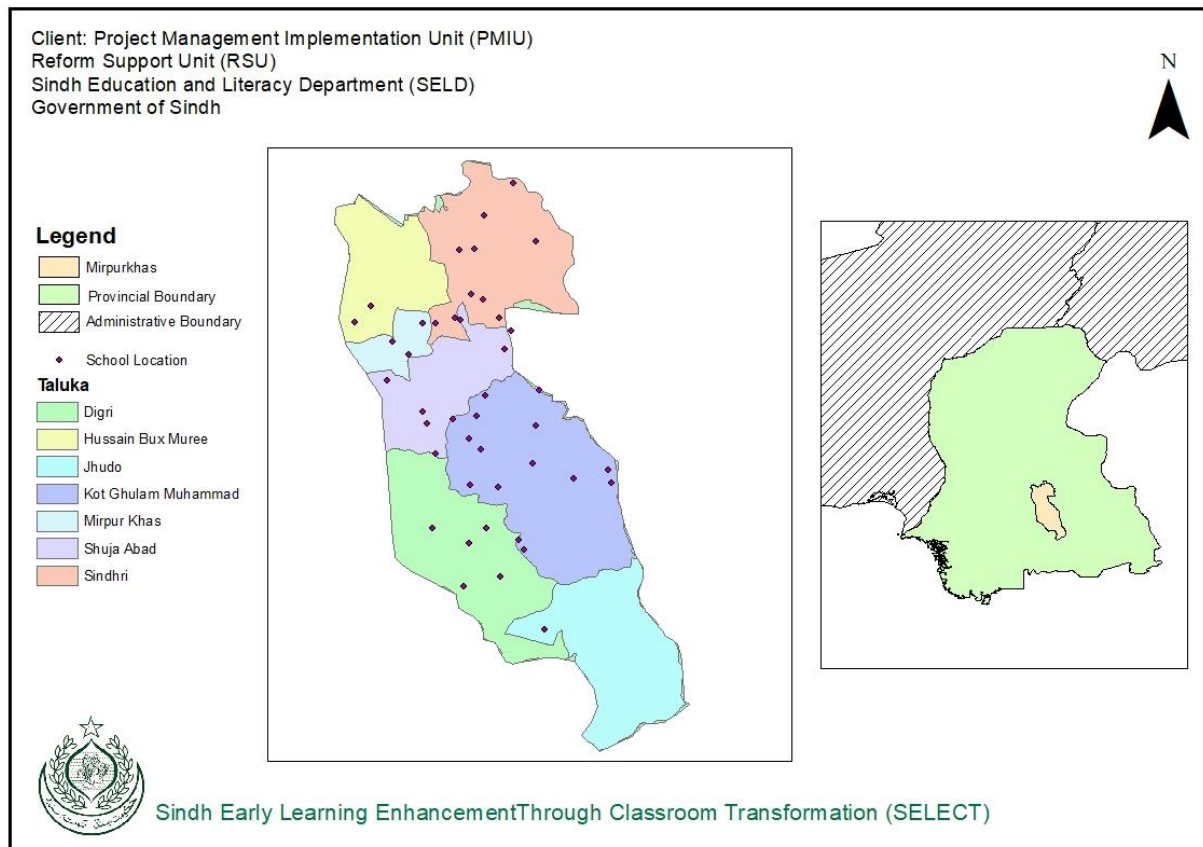 Client: Project Management Implementation Unit (PMIU)
Reform Support Unit (RSU)
Sindh Education and Literacy Department (SELD)
Government of Sindh
N
Legend
Mirpurkhas
Provincial Boundary
Administrative Boundary
School Location
Taluka
Digri
Hussain Bux Muree
Jhudo
Kot Ghulam Muhammad
Mirpur Khas
Shuja Abad
Sindhri
Sindh Early Learning EnhancementThrough Classroom Transformation (SELECT)